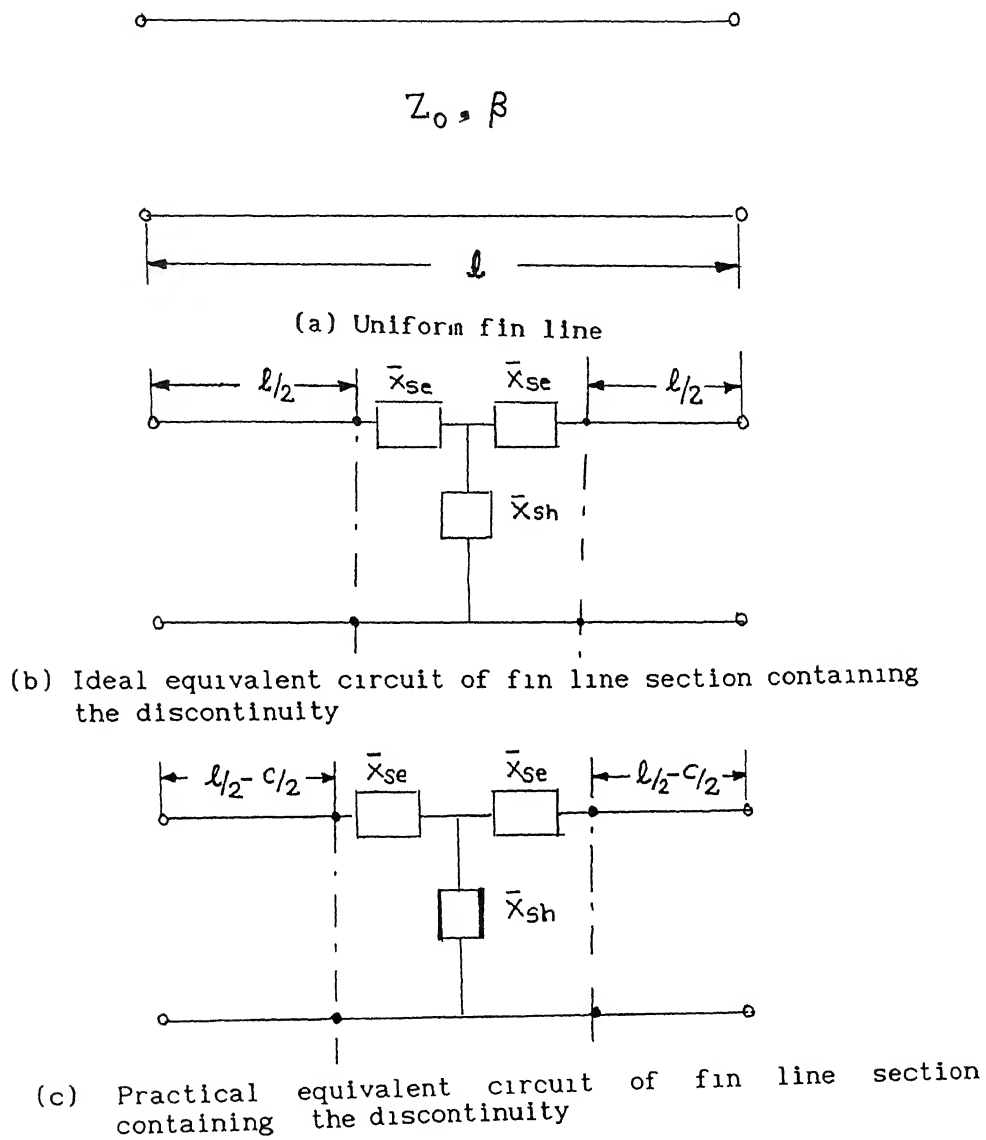 Z₀, β
ℓ
(a) Uniform fin line
ℓ/2 X̄se X̄se ℓ/2
X̄sh
(b) Ideal equivalent circuit of fin line section containing
the discontinuity
ℓ/2-c/2 X̄se X̄se ℓ/2-c/2
X̄sh
(c) Practical equivalent circuit of fin line section
containing the discontinuity